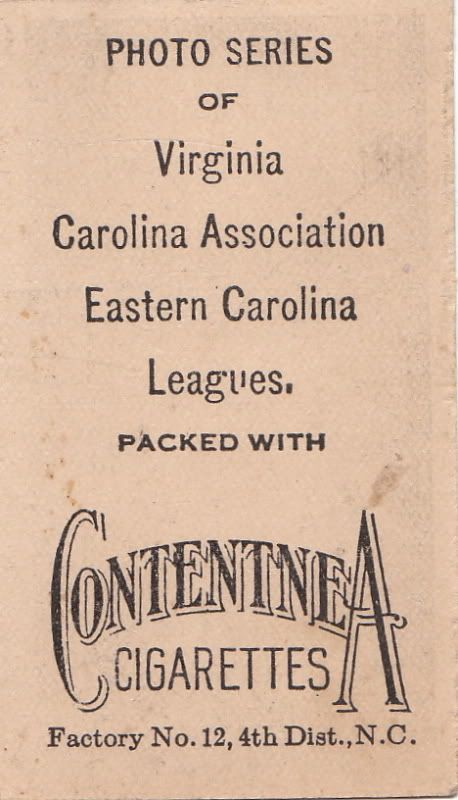 PHOTO SERIES
OF
Virginia
Carolina Association
Eastern Carolina
Leagues.
PACKED WITH
CONTENTNEA
CIGARETTES
Factory No. 12, 4th Dist., N.C.